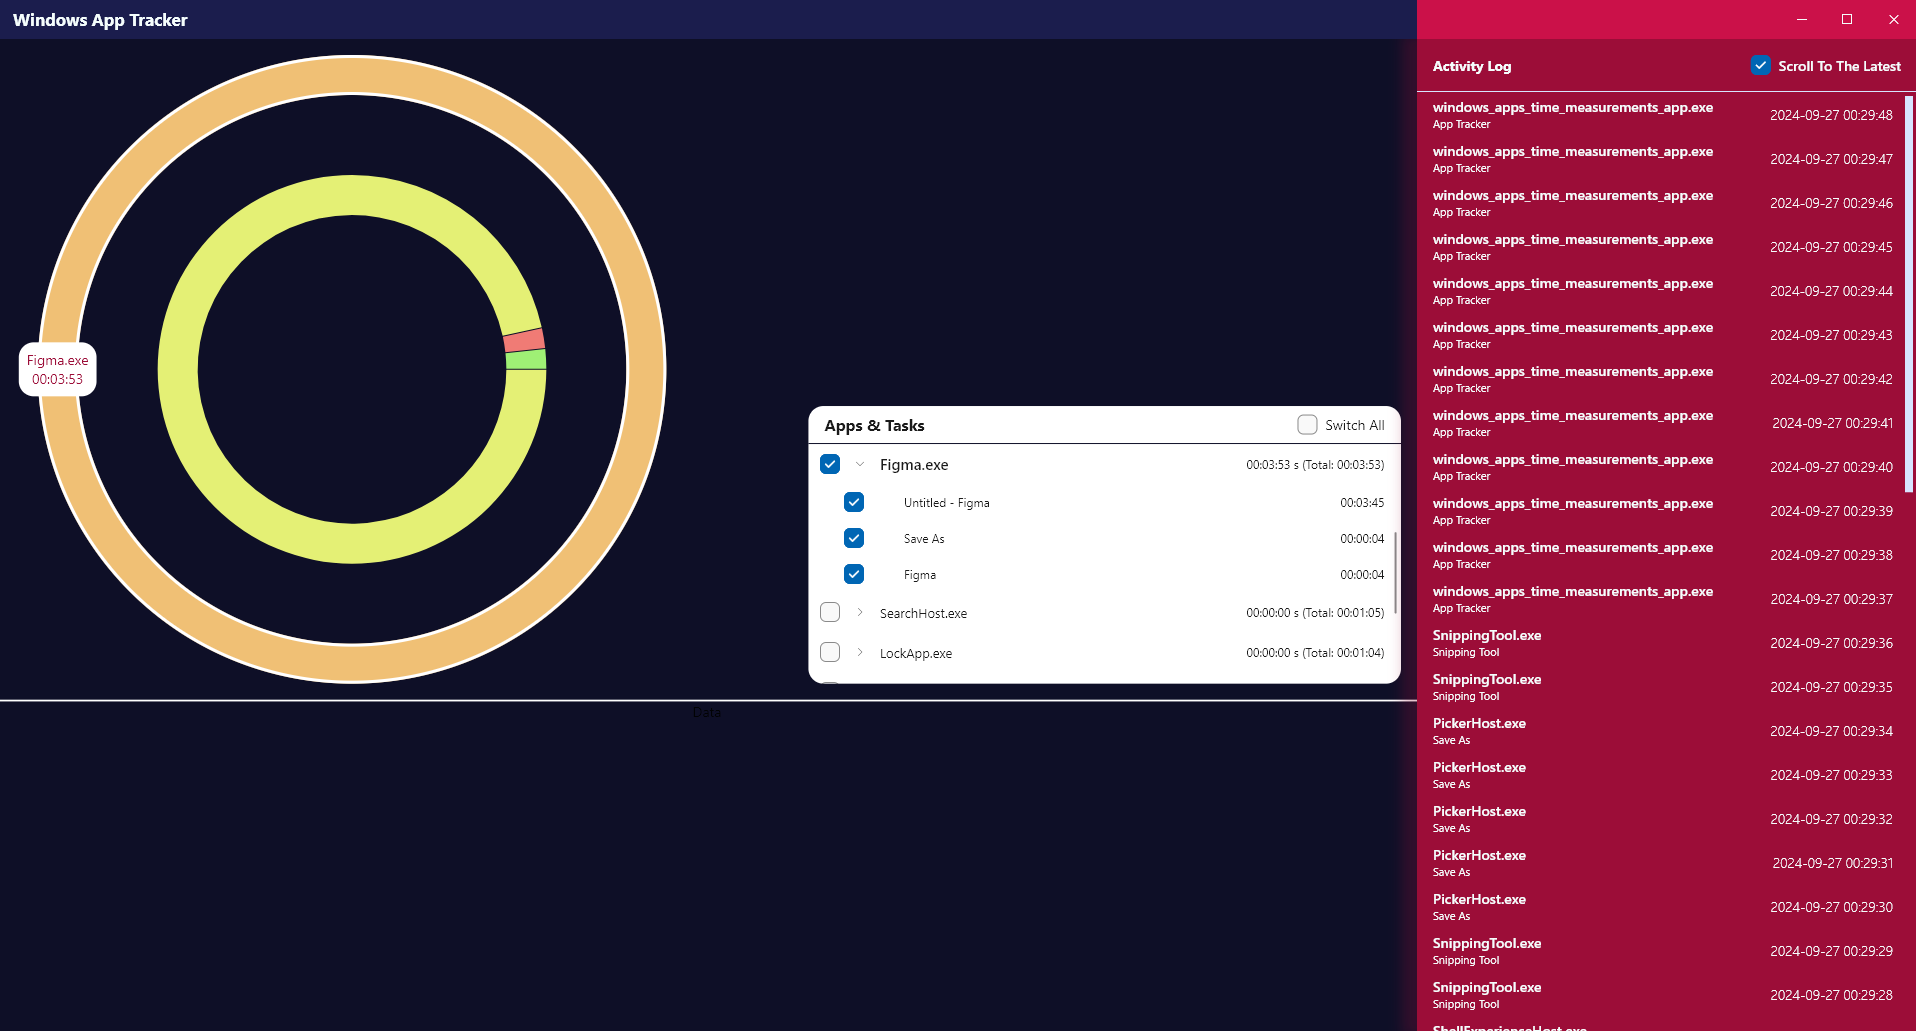 Windows App Tracker
Figma.exe
00:03:53
Apps & Tasks
Switch All
Figma.exe
00:03:53 s (Total: 00:03:53)
Untitled - Figma
00:03:45
Save As
00:00:04
Figma
00:00:04
SearchHost.exe
00:00:00 s (Total: 00:01:05)
LockApp.exe
00:00:00 s (Total: 00:01:04)
Data
Activity Log
Scroll To The Latest
windows_apps_time_measurements_app.exe
App Tracker
2024-09-27 00:29:48
windows_apps_time_measurements_app.exe
App Tracker
2024-09-27 00:29:47
windows_apps_time_measurements_app.exe
App Tracker
2024-09-27 00:29:46
windows_apps_time_measurements_app.exe
App Tracker
2024-09-27 00:29:45
windows_apps_time_measurements_app.exe
App Tracker
2024-09-27 00:29:44
windows_apps_time_measurements_app.exe
App Tracker
2024-09-27 00:29:43
windows_apps_time_measurements_app.exe
App Tracker
2024-09-27 00:29:42
windows_apps_time_measurements_app.exe
App Tracker
2024-09-27 00:29:41
windows_apps_time_measurements_app.exe
App Tracker
2024-09-27 00:29:40
windows_apps_time_measurements_app.exe
App Tracker
2024-09-27 00:29:39
windows_apps_time_measurements_app.exe
App Tracker
2024-09-27 00:29:38
windows_apps_time_measurements_app.exe
App Tracker
2024-09-27 00:29:37
SnippingTool.exe
Snipping Tool
2024-09-27 00:29:36
SnippingTool.exe
Snipping Tool
2024-09-27 00:29:35
PickerHost.exe
Save As
2024-09-27 00:29:34
PickerHost.exe
Save As
2024-09-27 00:29:33
PickerHost.exe
Save As
2024-09-27 00:29:32
PickerHost.exe
Save As
2024-09-27 00:29:31
PickerHost.exe
Save As
2024-09-27 00:29:30
SnippingTool.exe
Snipping Tool
2024-09-27 00:29:29
SnippingTool.exe
Snipping Tool
2024-09-27 00:29:28
ShellExperienceHost.exe